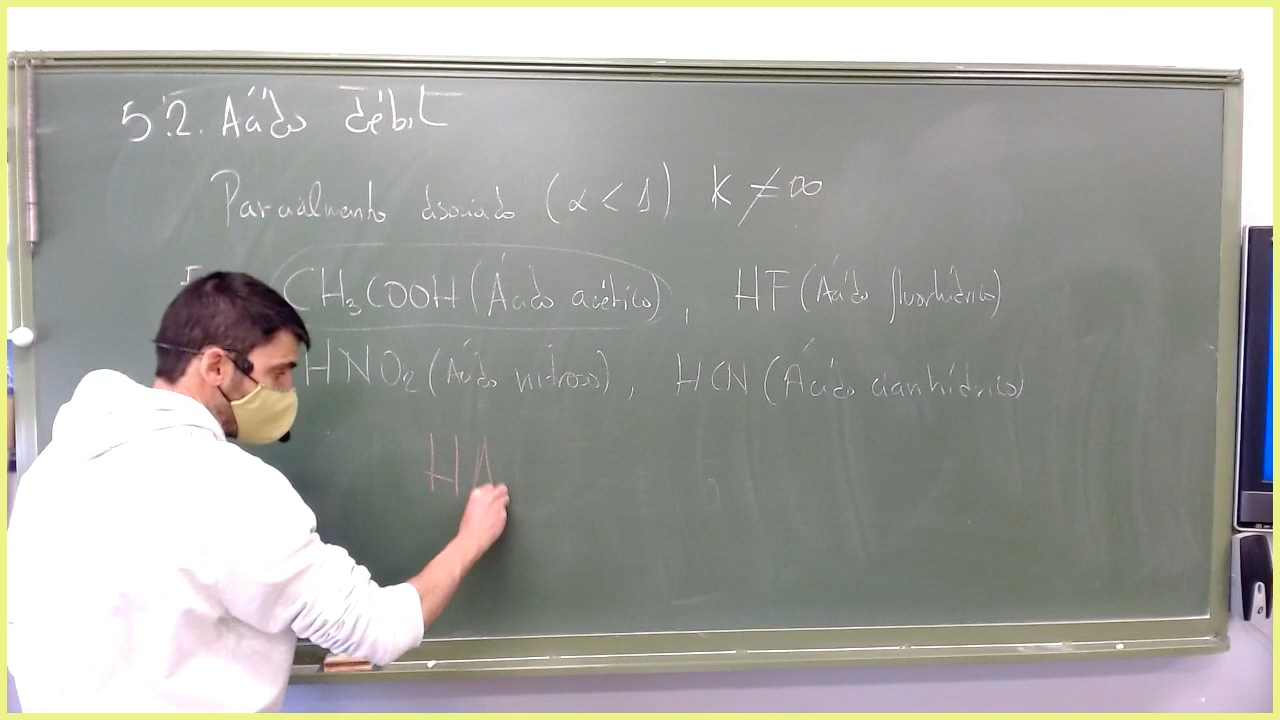 5.2. Ácido débil
Parcialmente disociado (α < 1) K ≠ ∞
CH₃COOH (Ácido acético), HF (Ácido fluorhídrico)
HNO₂ (Ácido nitroso), HCN (Ácido cianhídrico)
HA